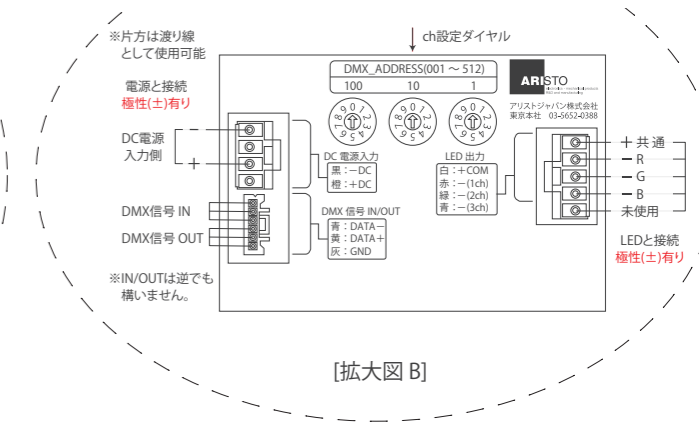 ※片方は渡り線
として使用可能
ch設定ダイヤル
電源と接続
極性(±)有り
DMX_ADDRESS(001 ～ 512)
100 10 1
ARISTO
アリストジャパン株式会社
東京本社 03-5652-0388
DC電源
入力側
－
＋
DC 電源入力
黒：－DC
橙：＋DC
LED 出力
白：＋COM
赤：－(1ch)
緑：－(2ch)
青：－(3ch)
＋共通
－R
－G
－B
未使用
DMX信号 IN
DMX信号 OUT
DMX 信号 IN/OUT
青：DATA－
黄：DATA＋
灰：GND
LEDと接続
極性(±)有り
※IN/OUTは逆でも
構いません。
[拡大図 B]